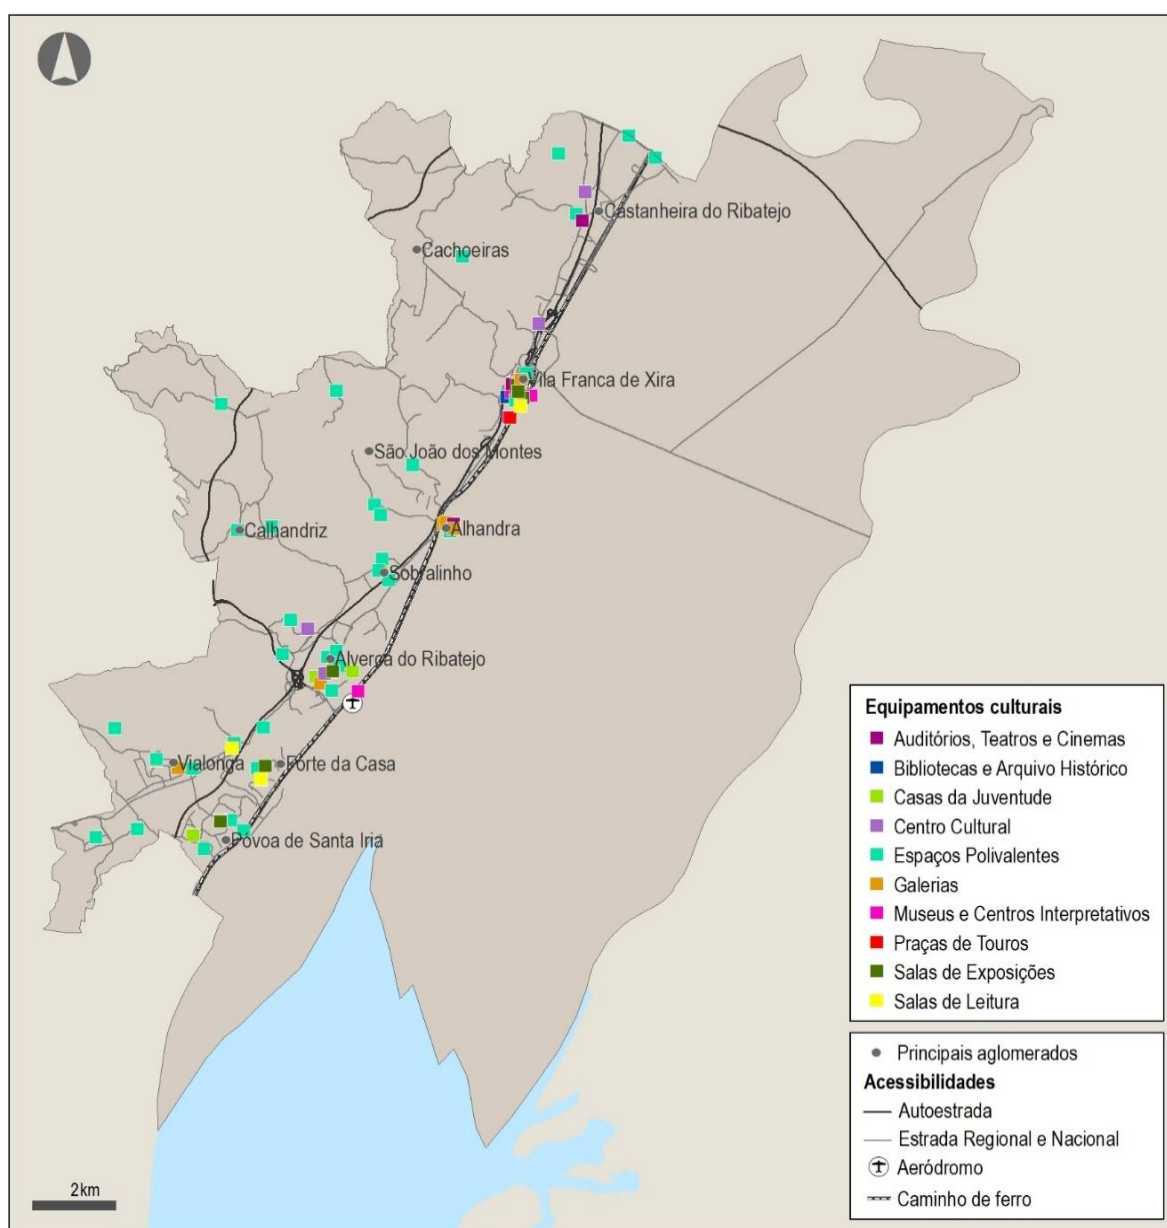 Castanheira do Ribatejo
Cachoeiras
Vila Franca de Xira
São João dos Montes
Alhandra
Calhandriz
Sobralinho
Alverca do Ribatejo
Vialonga
Forte da Casa
Póvoa de Santa Iria
Equipamentos culturais
Auditórios, Teatros e Cinemas
Bibliotecas e Arquivo Histórico
Casas da Juventude
Centro Cultural
Espaços Polivalentes
Galerias
Museus e Centros Interpretativos
Praças de Touros
Salas de Exposições
Salas de Leitura
Principais aglomerados
Acessibilidades
Autoestrada
Estrada Regional e Nacional
Aeródromo
Caminho de ferro
2km